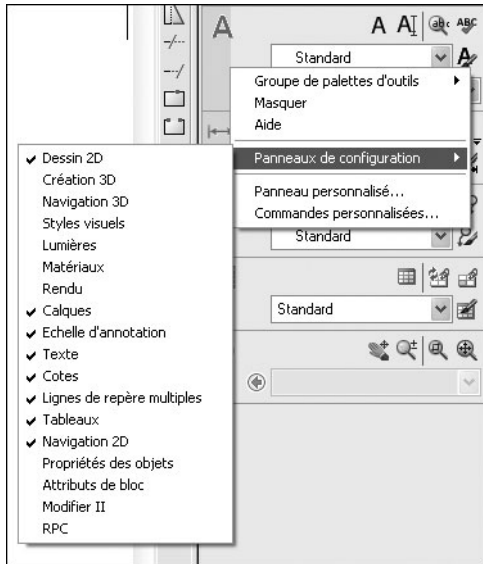 A A A abc ABC
Standard A
Groupe de palettes d'outils
Masquer
Aide
Panneaux de configuration
Panneau personnalisé...
Commandes personnalisées...
Dessin 2D
Création 3D
Navigation 3D
Styles visuels
Lumières
Matériaux
Rendu
Calques
Echelle d'annotation
Texte
Cotes
Lignes de repère multiples
Tableaux
Navigation 2D
Propriétés des objets
Attributs de bloc
Modifier II
RPC
Standard
Standard